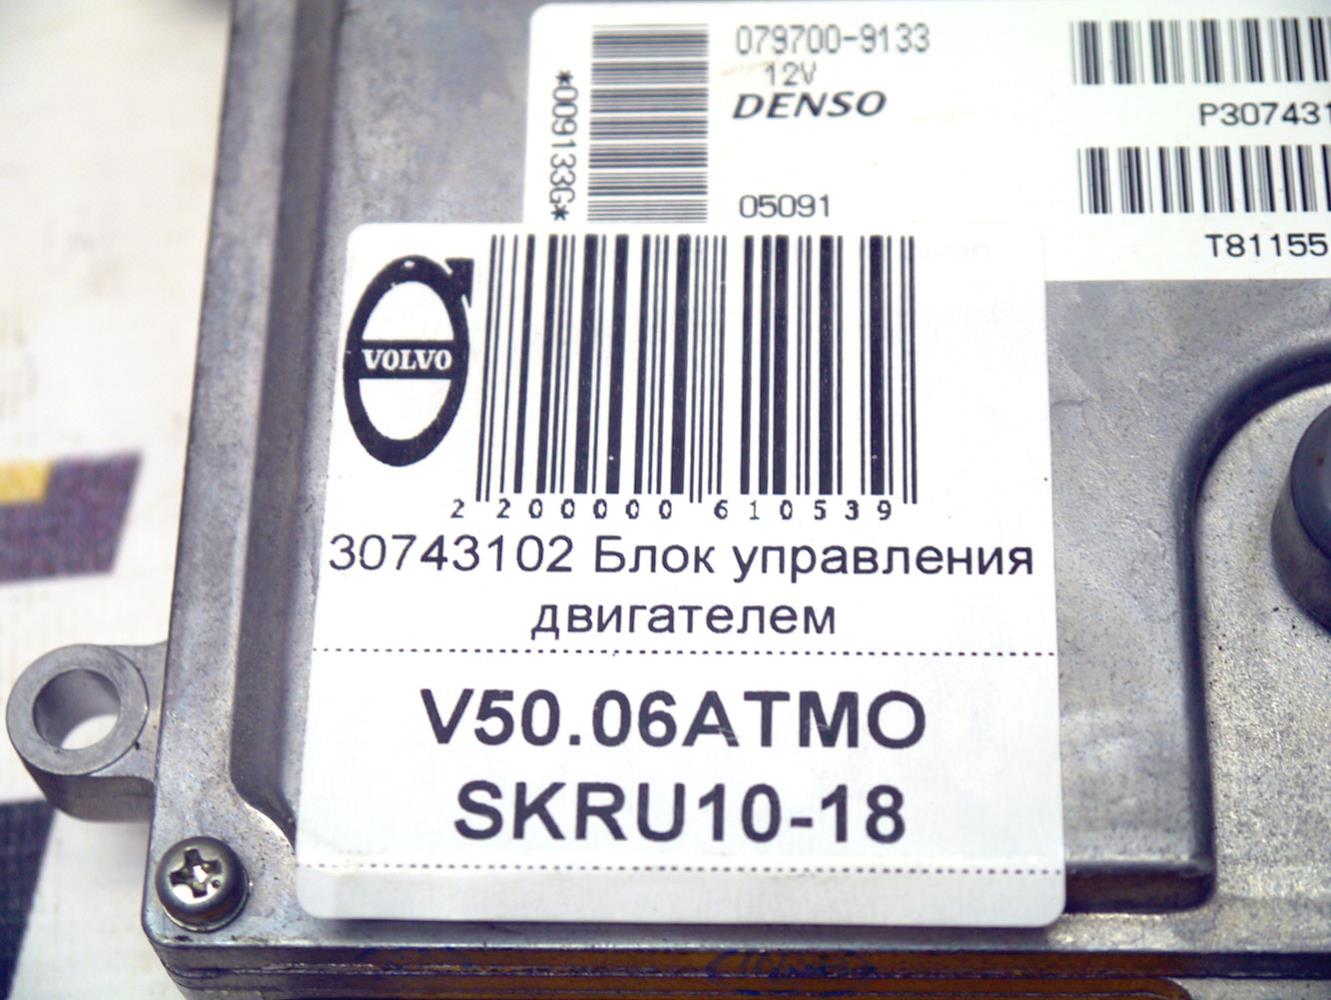 079700-9133
12V
DENSO
*009133G*
05091
P307431
T81155
VOLVO
2 200000 610539
30743102 Блок управления
двигателем
V50.06ATMO
SKRU10-18